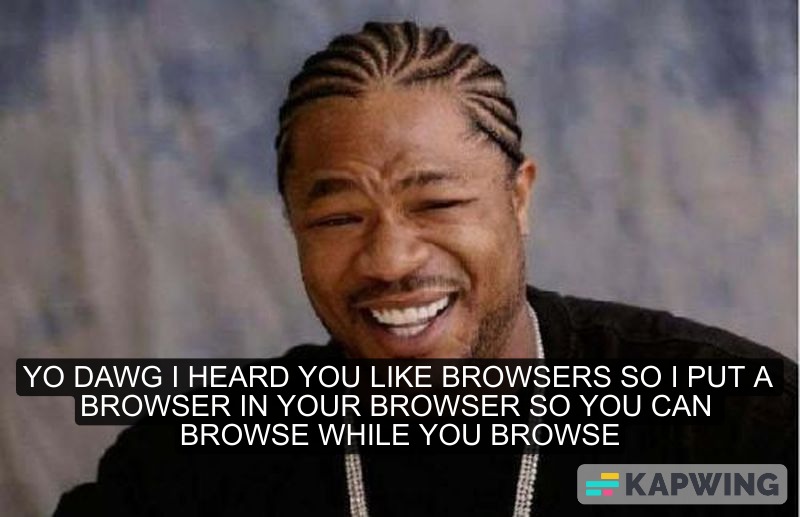 YO DAWG I HEARD YOU LIKE BROWSERS SO I PUT A
BROWSER IN YOUR BROWSER SO YOU CAN
BROWSE WHILE YOU BROWSE
KAPWING